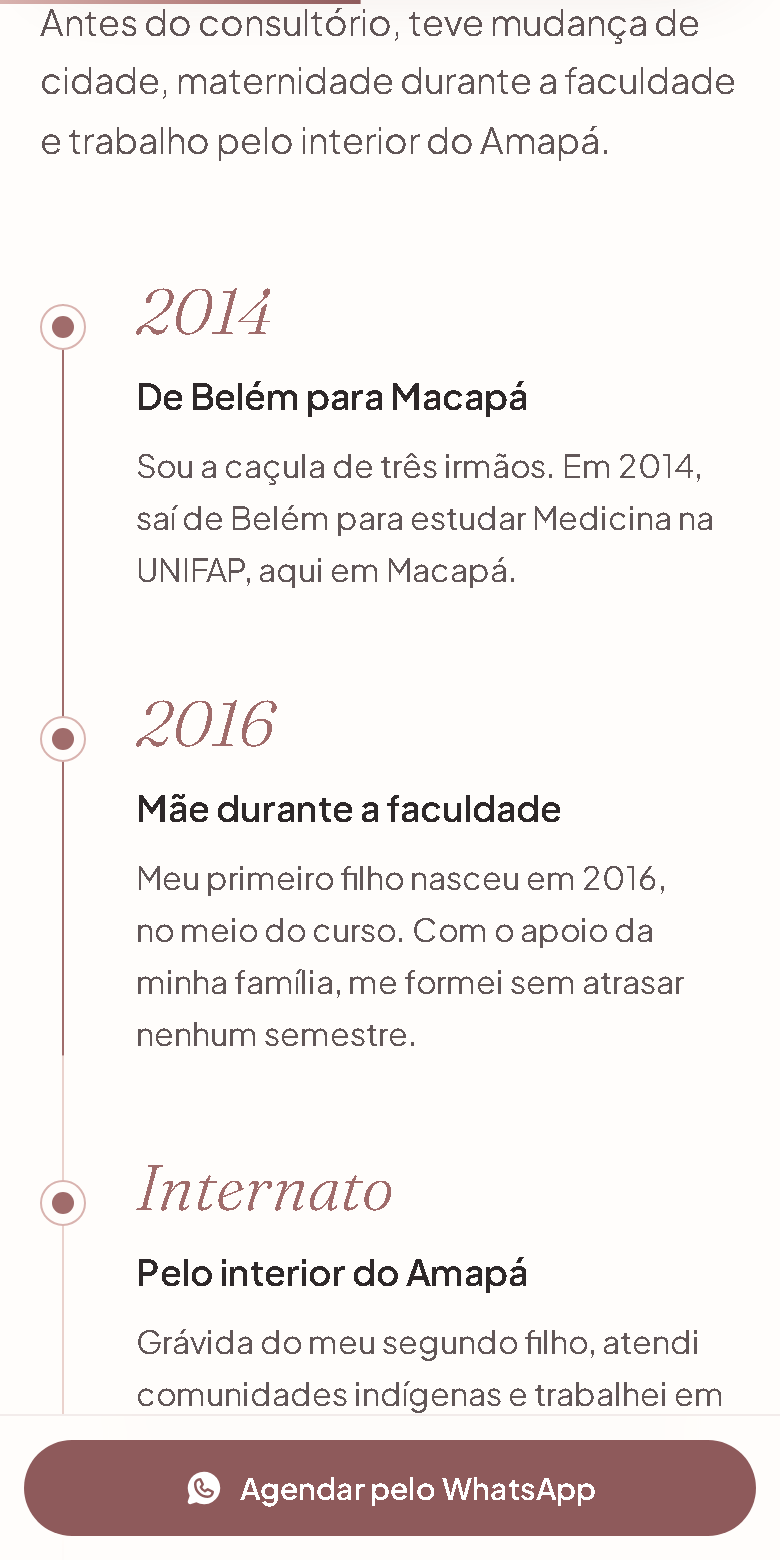 Antes do consultório, teve mudança de
cidade, maternidade durante a faculdade
e trabalho pelo interior do Amapá.
2014
De Belém para Macapá
Sou a caçula de três irmãos. Em 2014,
saí de Belém para estudar Medicina na
UNIFAP, aqui em Macapá.
2016
Mãe durante a faculdade
Meu primeiro filho nasceu em 2016,
no meio do curso. Com o apoio da
minha família, me formei sem atrasar
nenhum semestre.
Internato
Pelo interior do Amapá
Grávida do meu segundo filho, atendi
comunidades indígenas e trabalhei em
Agendar pelo WhatsApp